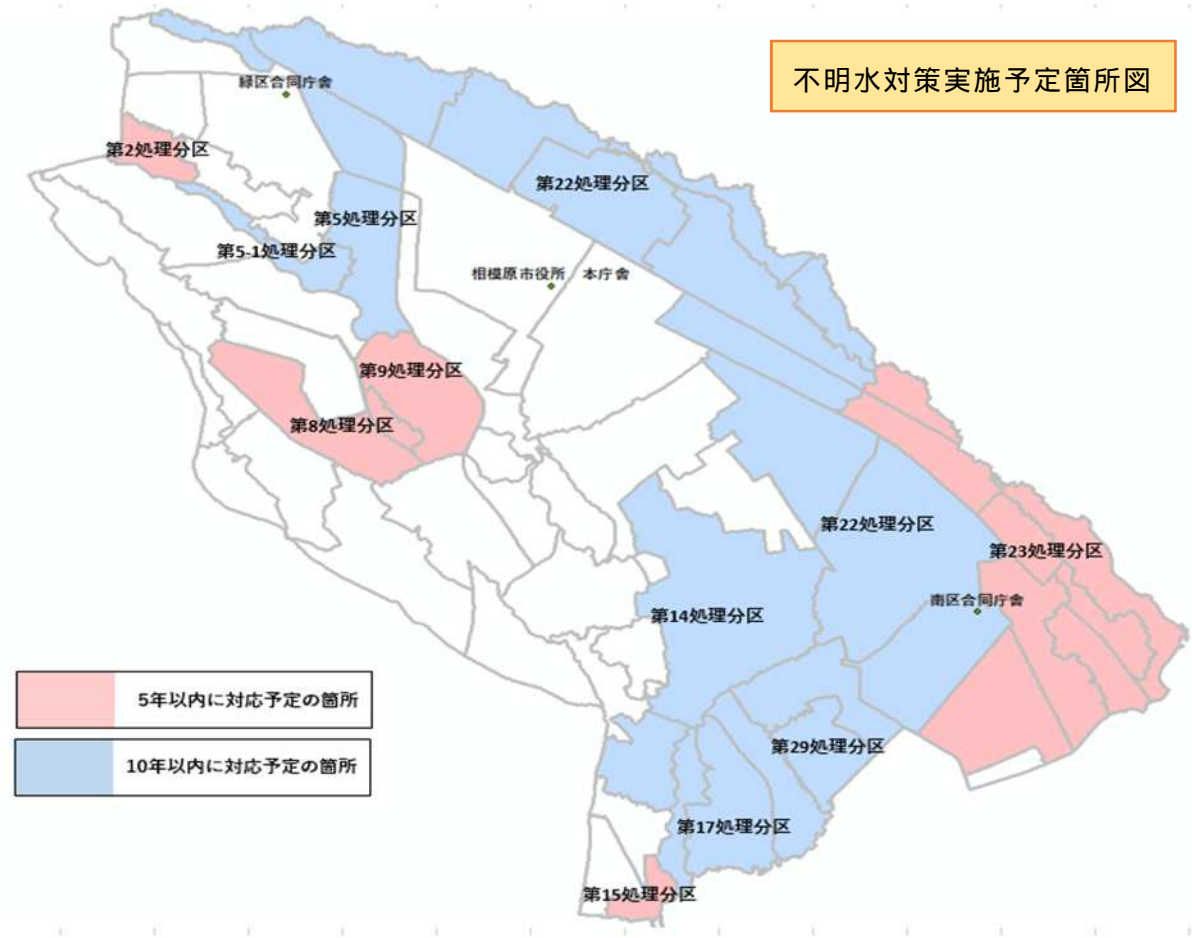 不明水対策実施予定箇所図
緑区合同庁舎
第2処理分区
第22処理分区
第5処理分区
第5-1処理分区
相模原市役所 本庁舎
第9処理分区
第8処理分区
第22処理分区
第23処理分区
南区合同庁舎
第14処理分区
5年以内に対応予定の箇所
第29処理分区
10年以内に対応予定の箇所
第17処理分区
第15処理分区